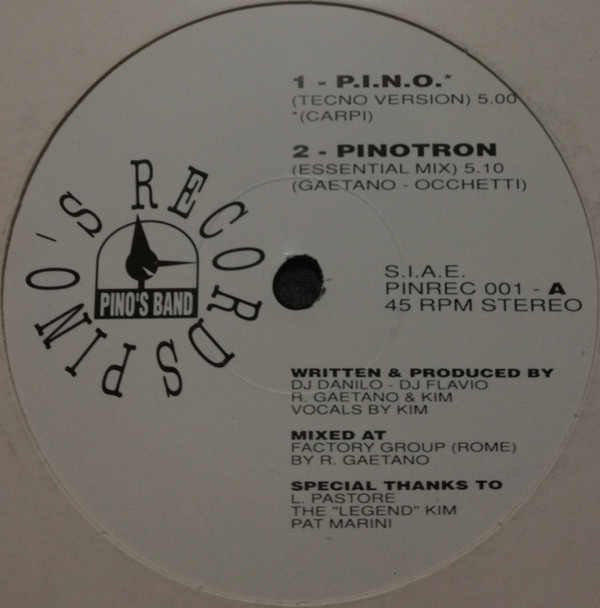 1 - P.I.N.O.*
(TECNO VERSION) 5.00
*(CARPI)
2 - PINOTRON
(ESSENTIAL MIX) 5.10
(GAETANO - OCCHETTI)
PINO'S RECORDS
PINO'S BAND
S.I.A.E.
PINREC 001 - A
45 RPM STEREO
WRITTEN & PRODUCED BY
DJ DANILO - DJ FLAVIO
R. GAETANO & KIM
VOCALS BY KIM
MIXED AT
FACTORY GROUP (ROME)
BY R. GAETANO
SPECIAL THANKS TO
L. PASTORE
THE "LEGEND" KIM
PAT MARINI